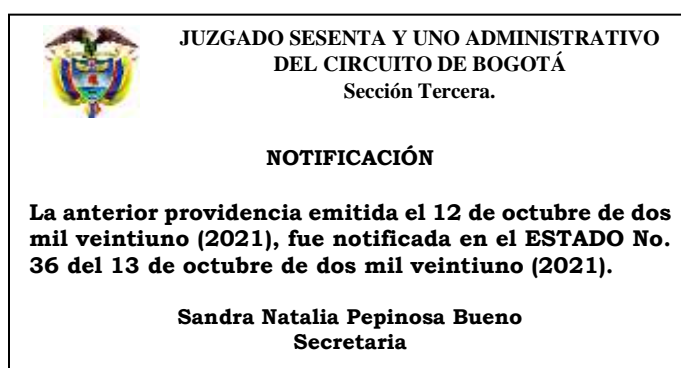 JUZGADO SESENTA Y UNO ADMINISTRATIVO
DEL CIRCUITO DE BOGOTÁ
Sección Tercera.
NOTIFICACIÓN
La anterior providencia emitida el 12 de octubre de dos
mil veintiuno (2021), fue notificada en el ESTADO No.
36 del 13 de octubre de dos mil veintiuno (2021).
Sandra Natalia Pepinosa Bueno
Secretaria